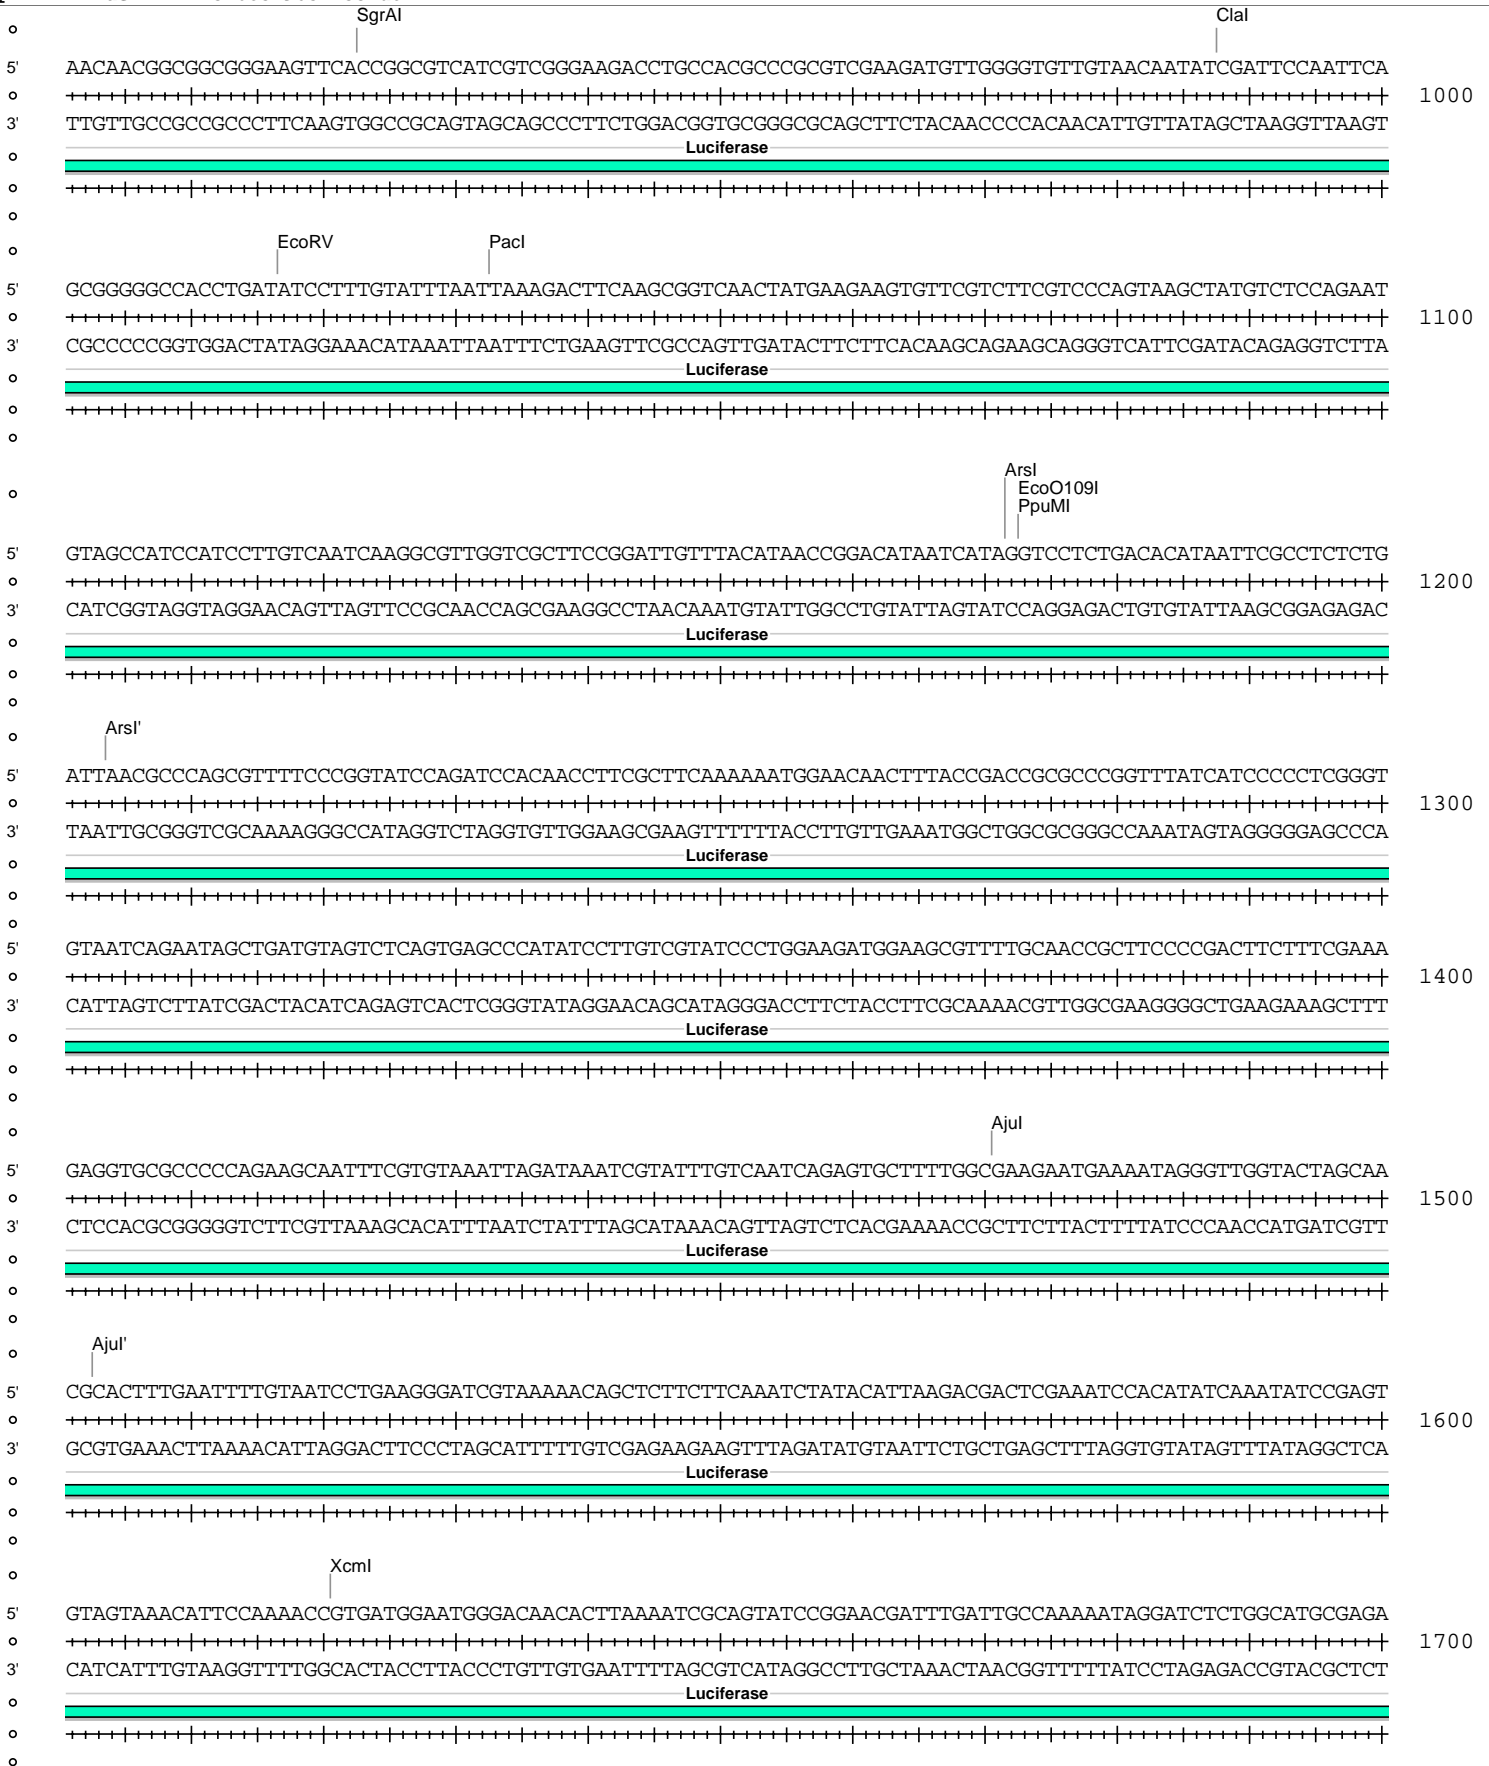 SgrAI ClaI
5' AACAACGGCGGCGGGAAGTTCACCGGCGTCATCGTCGGGAAGACCTGCCACGCCCGCGTCGAAGATGTTGGGGTGTTGTAACAATATCGATTCCAATTCA
1000
3' TTGTTGCCGCCGCCCTTCAAGTGGCCGCAGTAGCAGCCCTTCTGGACGGTGCGGGCGCAGCTTCTACAACCCCACAACATTGTTATAGCTAAGGTTAAGT
Luciferase
EcoRV PacI
5' GCGGGGGCCACCTGATATCCTTTGTATTTAATTAAAGACTTCAAGCGGTCAACTATGAAGAAGTGTTCGTCTTCGTCCCAGTAAGCTATGTCTCCAGAAT
1100
3' CGCCCCCGGTGGACTATAGGAAACATAAATTAATTTCTGAAGTTCGCCAGTTGATACTTCTTCACAAGCAGAAGCAGGGTCATTCGATACAGAGGTCTTA
Luciferase
ArsI
EcoO109I
PpuMI
5' GTAGCCATCCATCCTTGTCAATCAAGGCGTTGGTCGCTTCCGGATTGTTTACATAACCGGACATAATCATAGGTCCTCTGACACATAATTCGCCTCTCTG
1200
3' CATCGGTAGGTAGGAACAGTTAGTTCCGCAACCAGCGAAGGCCTAACAAATGTATTGGCCTGTATTAGTATCCAGGAGACTGTGTATTAAGCGGAGAGAC
Luciferase
ArsI'
5' ATTAACGCCCAGCGTTTTCCCGGTATCCAGATCCACAACCTTCGCTTCAAAAAATGGAACAACTTTACCGACCGCGCCCGGTTTATCATCCCCCTCGGGT
1300
3' TAATTGCGGGTCGCAAAAGGGCCATAGGTCTAGGTGTTGGAAGCGAAGTTTTTTACCTTGTTGAAATGGCTGGCGCGGGCCAAATAGTAGGGGGAGCCCA
Luciferase
5' GTAATCAGAATAGCTGATGTAGTCTCAGTGAGCCCATATCCTTGTCGTATCCCTGGAAGATGGAAGCGTTTTGCAACCGCTTCCCCGACTTCTTTCGAAA
1400
3' CATTAGTCTTATCGACTACATCAGAGTCACTCGGGTATAGGAACAGCATAGGGACCTTCTACCTTCGCAAAACGTTGGCGAAGGGGCTGAAGAAAGCTTT
Luciferase
AjuI
5' GAGGTGCGCCCCCAGAAGCAATTTCGTGTAAATTAGATAAATCGTATTTGTCAATCAGAGTGCTTTTGGCGAAGAATGAAAATAGGGTTGGTACTAGCAA
1500
3' CTCCACGCGGGGGTCTTCGTTAAAGCACATTTAATCTATTTAGCATAAACAGTTAGTCTCACGAAAACCGCTTCTTACTTTTATCCCAACCATGATCGTT
Luciferase
AjuI'
5' CGCACTTTGAATTTTGTAATCCTGAAGGGATCGTAAAAACAGCTCTTCTTCAAATCTATACATTAAGACGACTCGAAATCCACATATCAAATATCCGAGT
1600
3' GCGTGAAACTTAAAACATTAGGACTTCCCTAGCATTTTTGTCGAGAAGAAGTTTAGATATGTAATTCTGCTGAGCTTTAGGTGTATAGTTTATAGGCTCA
Luciferase
XcmI
5' GTAGTAAACATTCCAAAACCGTGATGGAATGGGACAACACTTAAAATCGCAGTATCCGGAACGATTTGATTGCCAAAAATAGGATCTCTGGCATGCGAGA
1700
3' CATCATTTGTAAGGTTTTGGCACTACCTTACCCTGTTGTGAATTTTAGCGTCATAGGCCTTGCTAAACTAACGGTTTTTATCCTAGAGACCGTACGCTCT
Luciferase